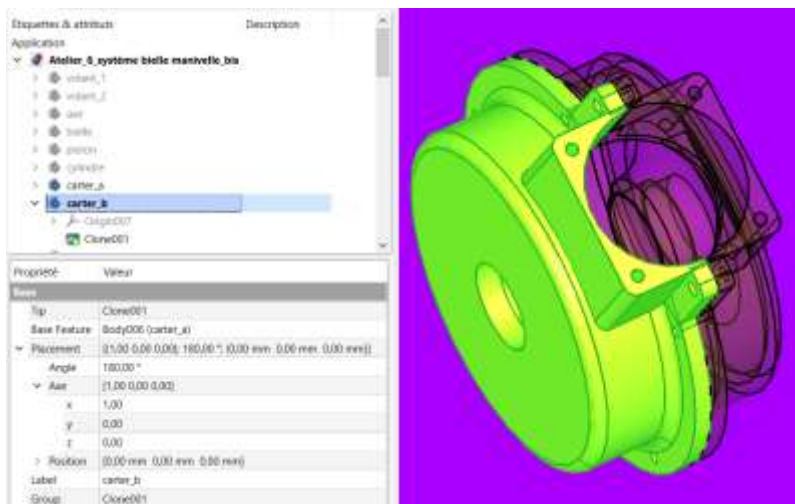 Étiquettes & attributs Description
Application
Atelier_6_système bielle manivelle_bis
volant_1
volant_2
axe
bielle
piston
cylindre
carter_a
carter_b
Origin007
Clone001
Propriété Valeur
Base
Tip Clone001
Base Feature Body006 (carter_a)
Placement [(1,00 0,00 0,00); 180,00 °; (0,00 mm 0,00 mm 0,00 mm)]
Angle 180,00 °
Axe (1,00 0,00 0,00)
x 1,00
y 0,00
z 0,00
Position (0,00 mm 0,00 mm 0,00 mm)
Label carter_b
Group Clone001